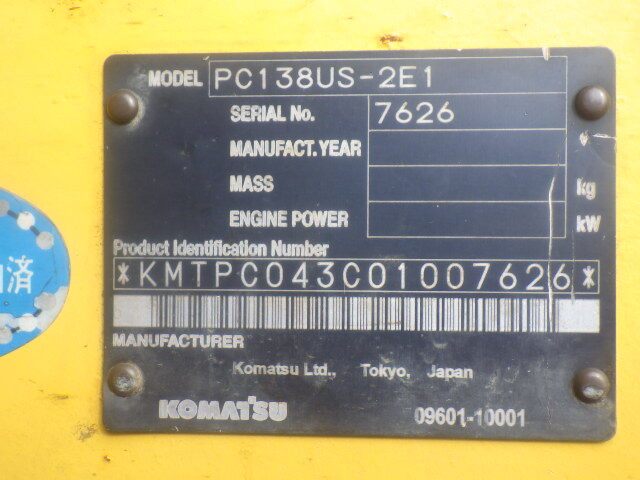 MODEL PC138US-2E1
SERIAL No. 7626
MANUFACT. YEAR
MASS kg
ENGINE POWER kW
Product Identification Number
*KMTPC043C01007626*
MANUFACTURER
Komatsu Ltd., Tokyo, Japan
KOMATSU 09601-10001
済